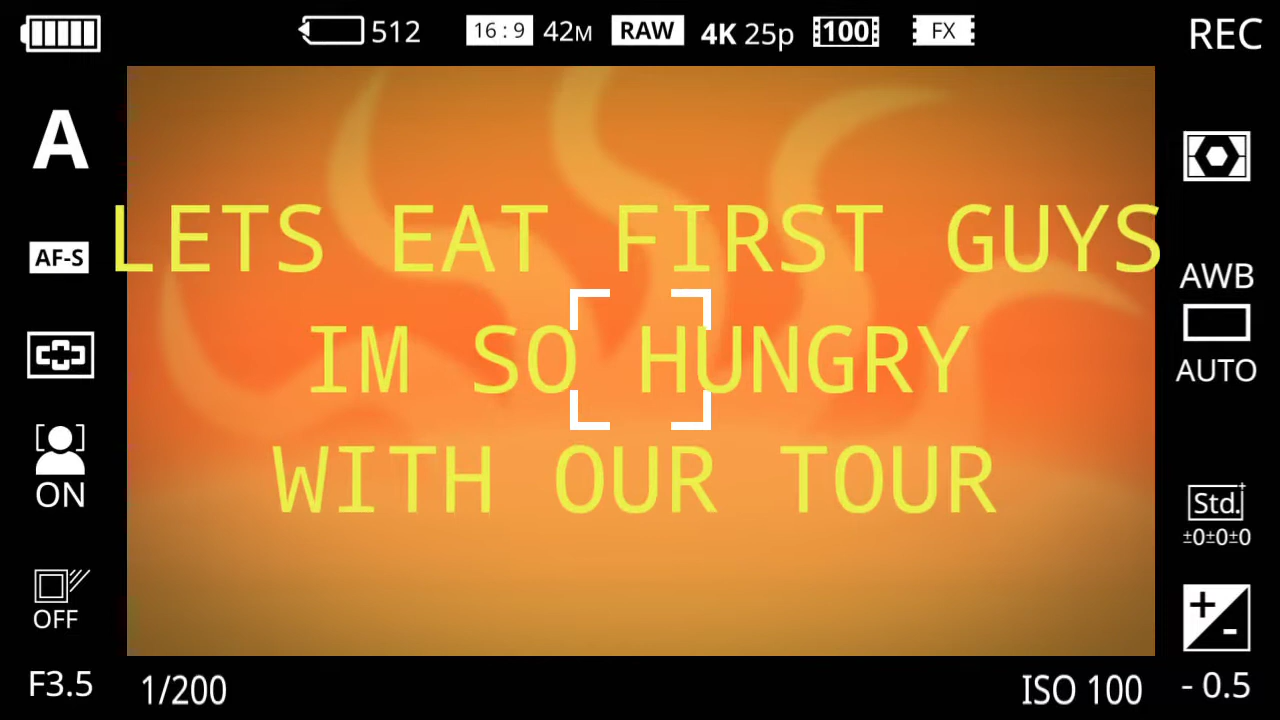 512 16:9 42M RAW 4K 25p 100 FX REC
A
LETS EAT FIRST GUYS
AF-S
AWB
IM SO HUNGRY
AUTO
WITH OUR TOUR
ON
Std.+
±0±0±0
OFF
+ -
F3.5 1/200 ISO 100 - 0.5